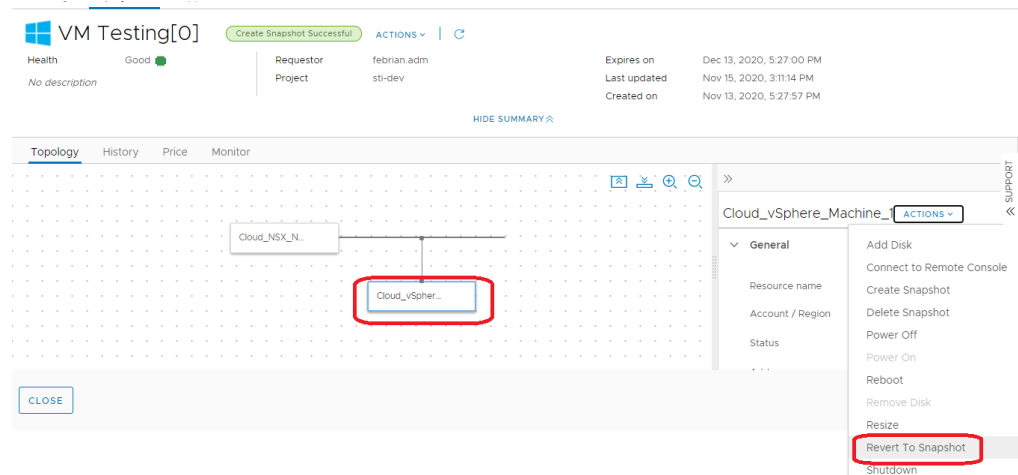 VM Testing[0] Create Snapshot Successful ACTIONS
Health Good Requestor febrian.adm Expires on Dec 13, 2020, 5:27:00 PM
No description Project sti-dev Last updated Nov 15, 2020, 3:11:14 PM
Created on Nov 13, 2020, 5:27:57 PM
HIDE SUMMARY
Topology History Price Monitor
SUPPORT
Cloud_NSX_N...
Cloud_vSpher...
Cloud_vSphere_Machine_1 ACTIONS
General
Resource name
Account / Region
Status
Add Disk
Connect to Remote Console
Create Snapshot
Delete Snapshot
Power Off
Power On
Reboot
Remove Disk
Resize
Revert To Snapshot
Shutdown
CLOSE